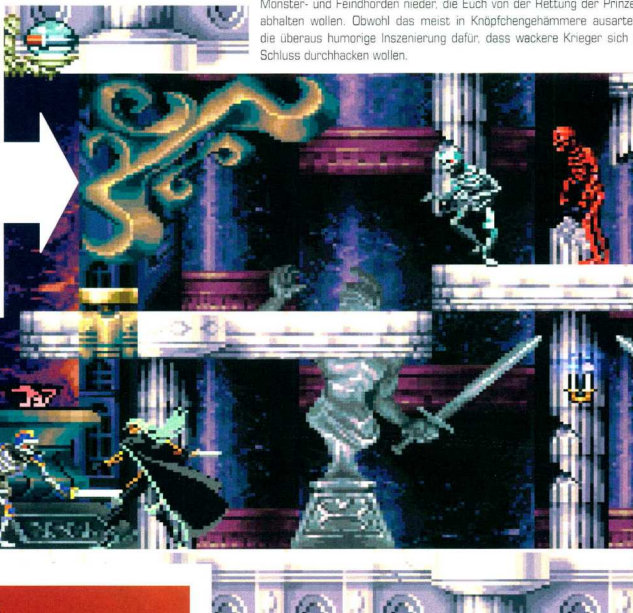 Monster- und Feindhorden nieder, die Euch von der Rettung der Prinze
abhalten wollen. Obwohl das meist in Knöpfchengehämmere ausarte
die überaus humorige Inszenierung dafür, dass wackere Krieger sich
Schluss durchhacken wollen.